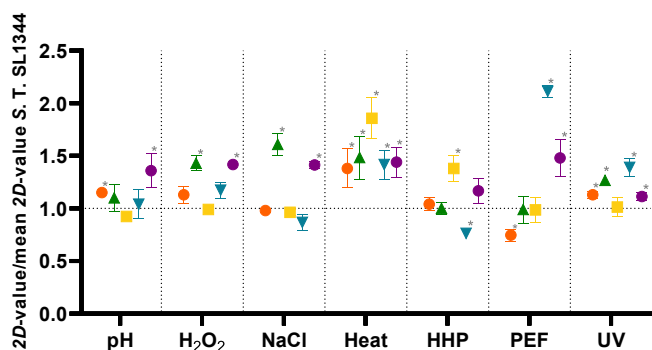 2D-value/mean 2D-value S. T. SL1344
2.5
2.0
1.5
1.0
0.5
0.0
* * * * * * * * * * * * * * * * * * * * *
pH H₂O₂ NaCl Heat HHP PEF UV